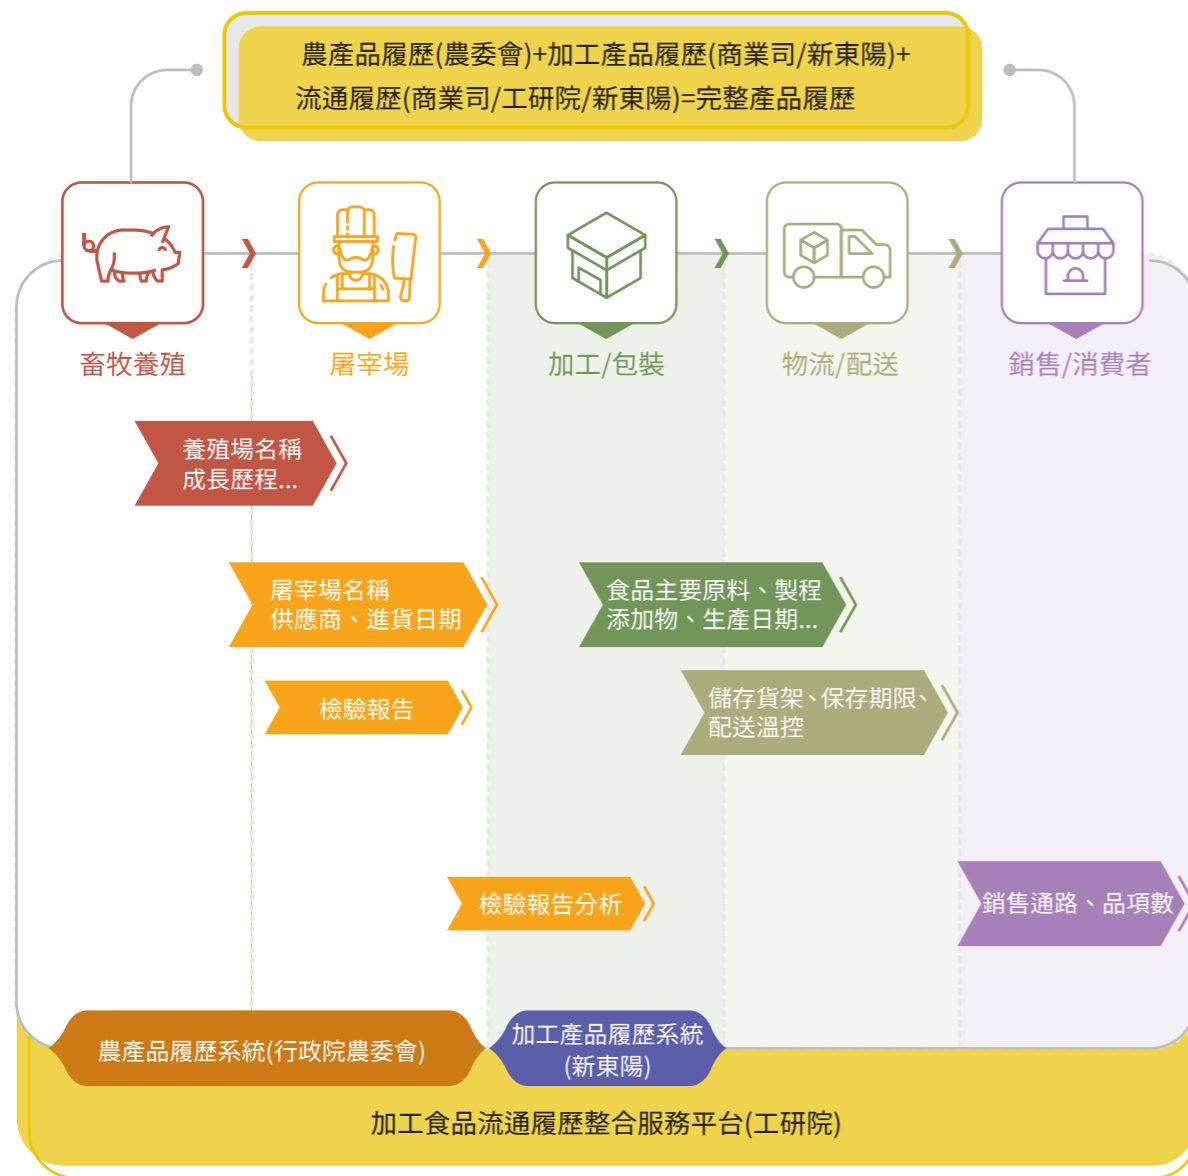 農產品履歷(農委會)+加工產品履歷(商業司/新東陽)+
流通履歷(商業司/工研院/新東陽)=完整產品履歷
畜牧養殖
屠宰場
加工/包裝
物流/配送
銷售/消費者
養殖場名稱
成長歷程...
屠宰場名稱
供應商、進貨日期
食品主要原料、製程
添加物、生產日期...
檢驗報告
儲存貨架、保存期限、
配送溫控
檢驗報告分析
銷售通路、品項數
農產品履歷系統(行政院農委會)
加工產品履歷系統
(新東陽)
加工食品流通履歷整合服務平台(工研院)